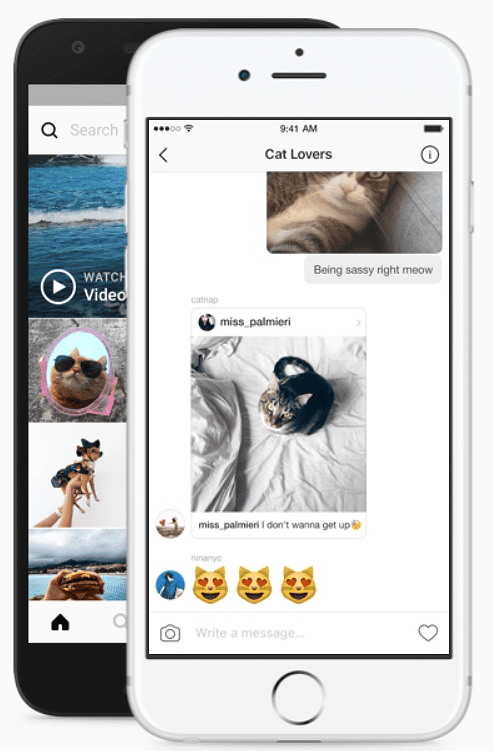 Search
WATCH
Video
9:41 AM
Cat Lovers
Being sassy right meow
catnap
miss_palmieri
miss_palmieri I don't wanna get up
ninanyc
Write a message...